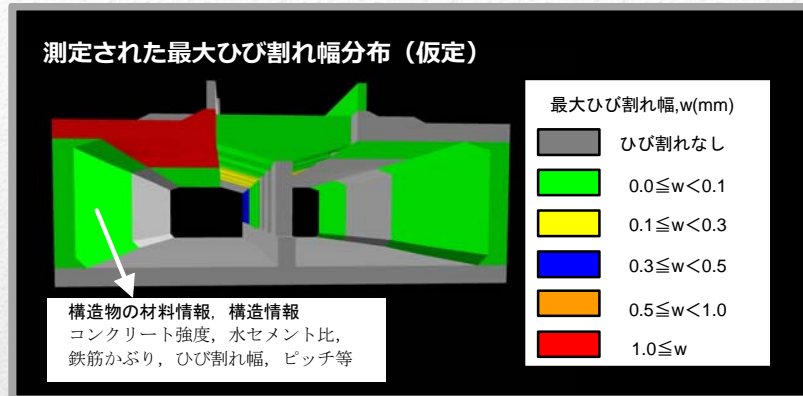 測定された最大ひび割れ幅分布（仮定）
最大ひび割れ幅,w(mm)
ひび割れなし
0.0≦w<0.1
0.1≦w<0.3
0.3≦w<0.5
0.5≦w<1.0
1.0≦w
構造物の材料情報，構造情報
コンクリート強度，水セメント比，
鉄筋かぶり，ひび割れ幅，ピッチ等